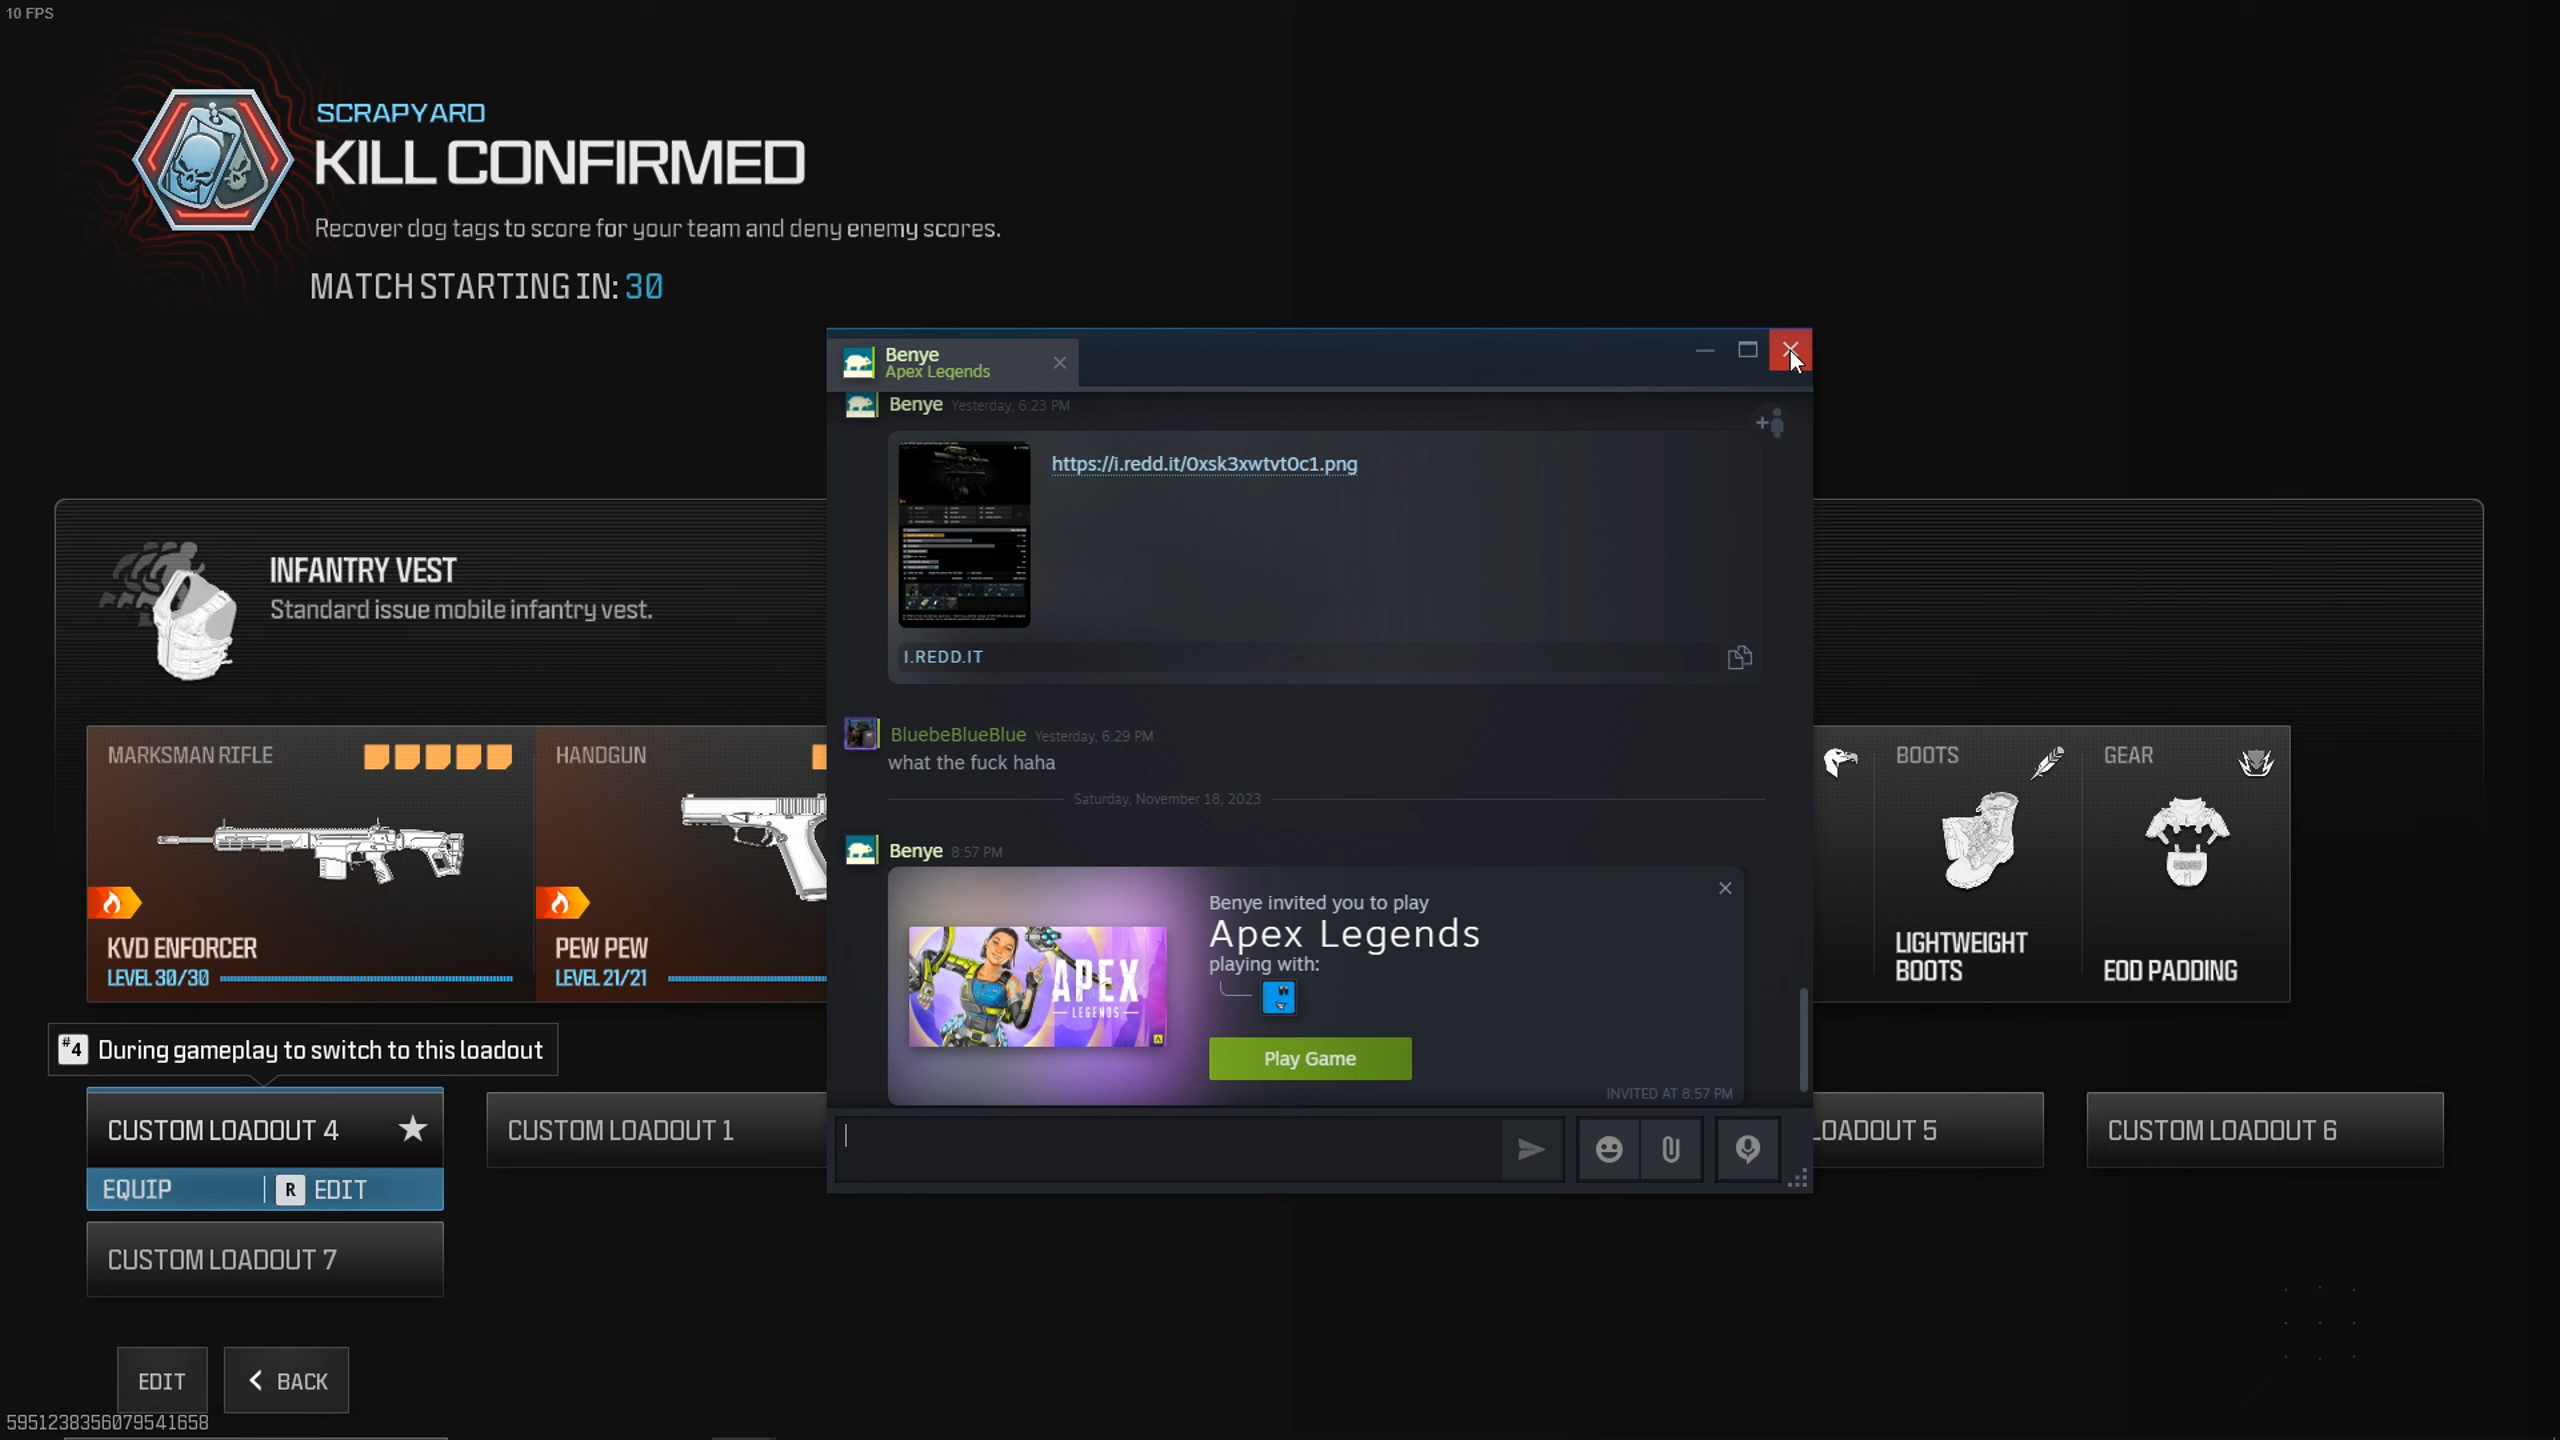 10 FPS
SCRAPYARD
KILL CONFIRMED
Recover dog tags to score for your team and deny enemy scores.
MATCH STARTING IN: 30
Benye
Apex Legends
Benye Yesterday, 6:23 PM
https://i.redd.it/0xsk3xwtvt0c1.png
I.REDD.IT
BluebeBlueBlue Yesterday, 6:29 PM
what the fuck haha
Saturday, November 18, 2023
Benye 8:57 PM
Benye invited you to play
Apex Legends
playing with:
APEX
LEGENDS
Play Game
INVITED AT 8:57 PM
INFANTRY VEST
Standard issue mobile infantry vest.
MARKSMAN RIFLE
KVD ENFORCER
LEVEL 30/30
HANDGUN
PEW PEW
LEVEL 21/21
BOOTS
LIGHTWEIGHT
BOOTS
GEAR
EOD PADDING
#4 During gameplay to switch to this loadout
CUSTOM LOADOUT 4
EQUIP R EDIT
CUSTOM LOADOUT 1
LOADOUT 5
CUSTOM LOADOUT 6
CUSTOM LOADOUT 7
EDIT
BACK
5951238356079541658